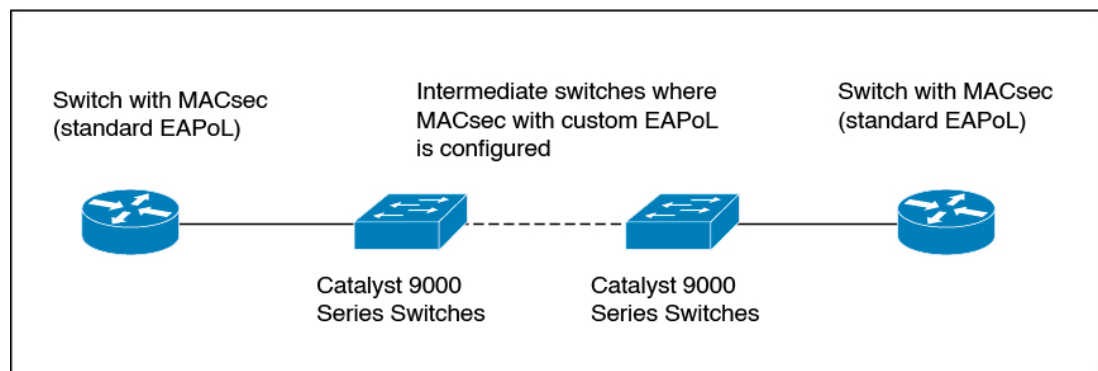 Switch with MACsec
(standard EAPoL)
Intermediate switches where
MACsec with custom EAPoL
is configured
Switch with MACsec
(standard EAPoL)
Catalyst 9000
Series Switches
Catalyst 9000
Series Switches